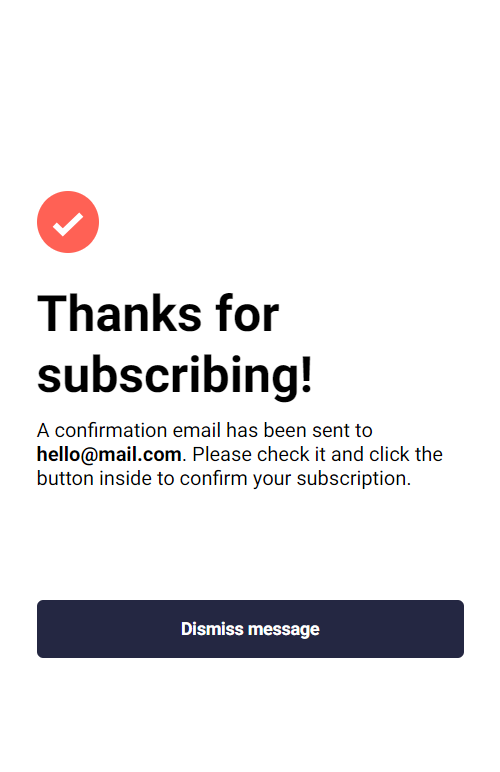 Thanks for
subscribing!
A confirmation email has been sent to
hello@mail.com. Please check it and click the
button inside to confirm your subscription.
Dismiss message